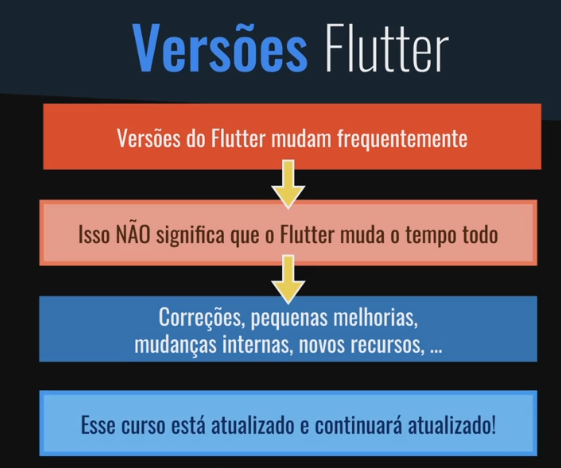 Versões Flutter
Versões do Flutter mudam frequentemente
Isso NÃO significa que o Flutter muda o tempo todo
Correções, pequenas melhorias,
mudanças internas, novos recursos, ...
Esse curso está atualizado e continuará atualizado!